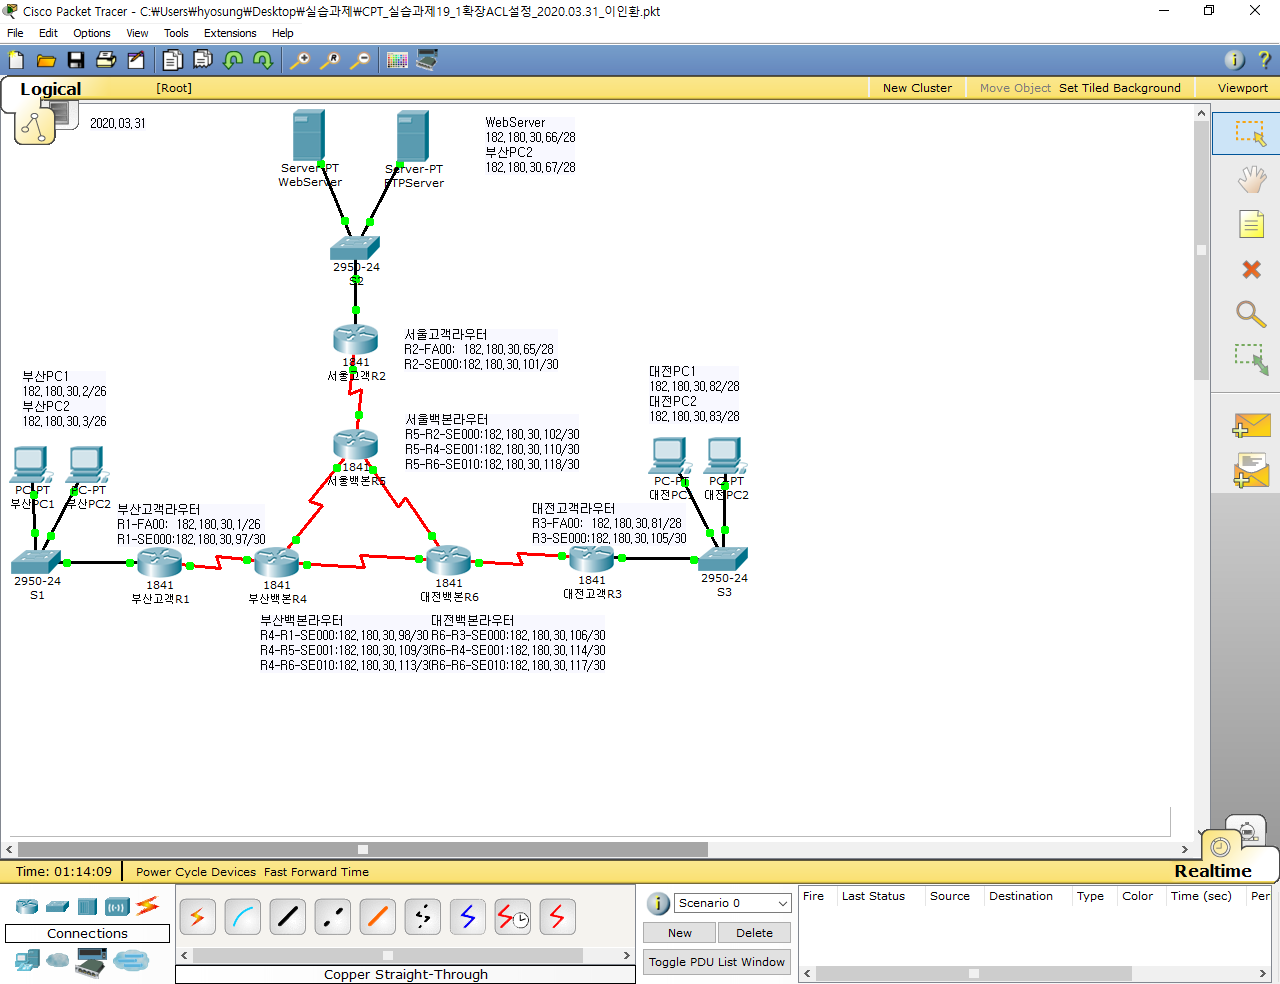 Cisco Packet Tracer - C:₩Users₩hyosung₩Desktop₩실습과제₩CPT_실습과제19_1확장ACL설정_2020.03.31_이인환.pkt
File Edit Options View Tools Extensions Help
Logical [Root] New Cluster Move Object Set Tiled Background Viewport
2020,03,31
WebServer
182,180,30,66/28
부산PC2
182,180,30,67/28
Server-PT
WebServer
Server-PT
FTPServer
2950-24
S2
서울고객라우터
R2-FA00: 182,180,30,65/28
R2-SE000:182,180,30,101/30
1841
서울고객R2
부산PC1
182,180,30,2/26
부산PC2
182,180,30,3/26
대전PC1
182,180,30,82/28
대전PC2
182,180,30,83/28
서울백본라우터
R5-R2-SE000:182,180,30,102/30
R5-R4-SE001:182,180,30,110/30
R5-R6-SE010:182,180,30,118/30
1841
서울백본R5
PC-PT
부산PC1
PC-PT
부산PC2
PC-PT
대전PC1
PC-PT
대전PC2
부산고객라우터
R1-FA00: 182,180,30,1/26
R1-SE000:182,180,30,97/30
대전고객라우터
R3-FA00: 182,180,30,81/28
R3-SE000:182,180,30,105/30
2950-24
S1
1841
부산고객R1
1841
부산백본R4
1841
대전백본R6
1841
대전고객R3
2950-24
S3
부산백본라우터
R4-R1-SE000:182,180,30,98/30
R4-R5-SE001:182,180,30,109/30
R4-R6-SE010:182,180,30,113/30
대전백본라우터
R6-R3-SE000:182,180,30,106/30
R6-R4-SE001:182,180,30,114/30
R6-R6-SE010:182,180,30,117/30
Time: 01:14:09 Power Cycle Devices Fast Forward Time Realtime
Connections
Copper Straight-Through
Scenario 0
New Delete
Toggle PDU List Window
Fire Last Status Source Destination Type Color Time (sec) Per